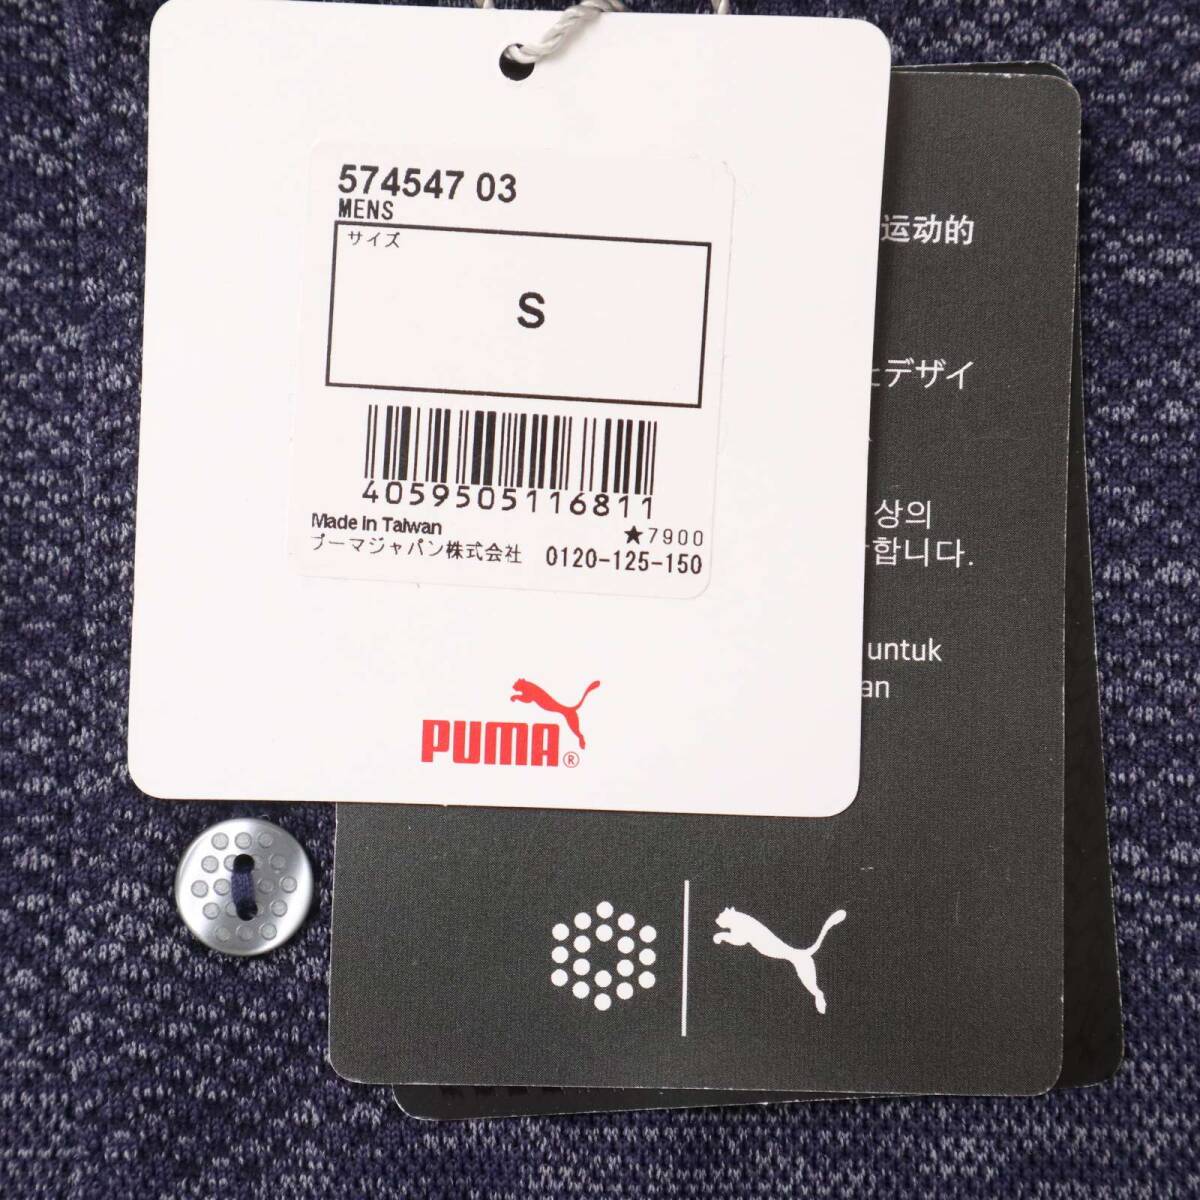 574547 03
MENS
サイズ
S
4059505116811
Made in Taiwan
★7900
プーマジャパン株式会社 0120-125-150
PUMA®
运动的
デザイ
상의
합니다.
untuk